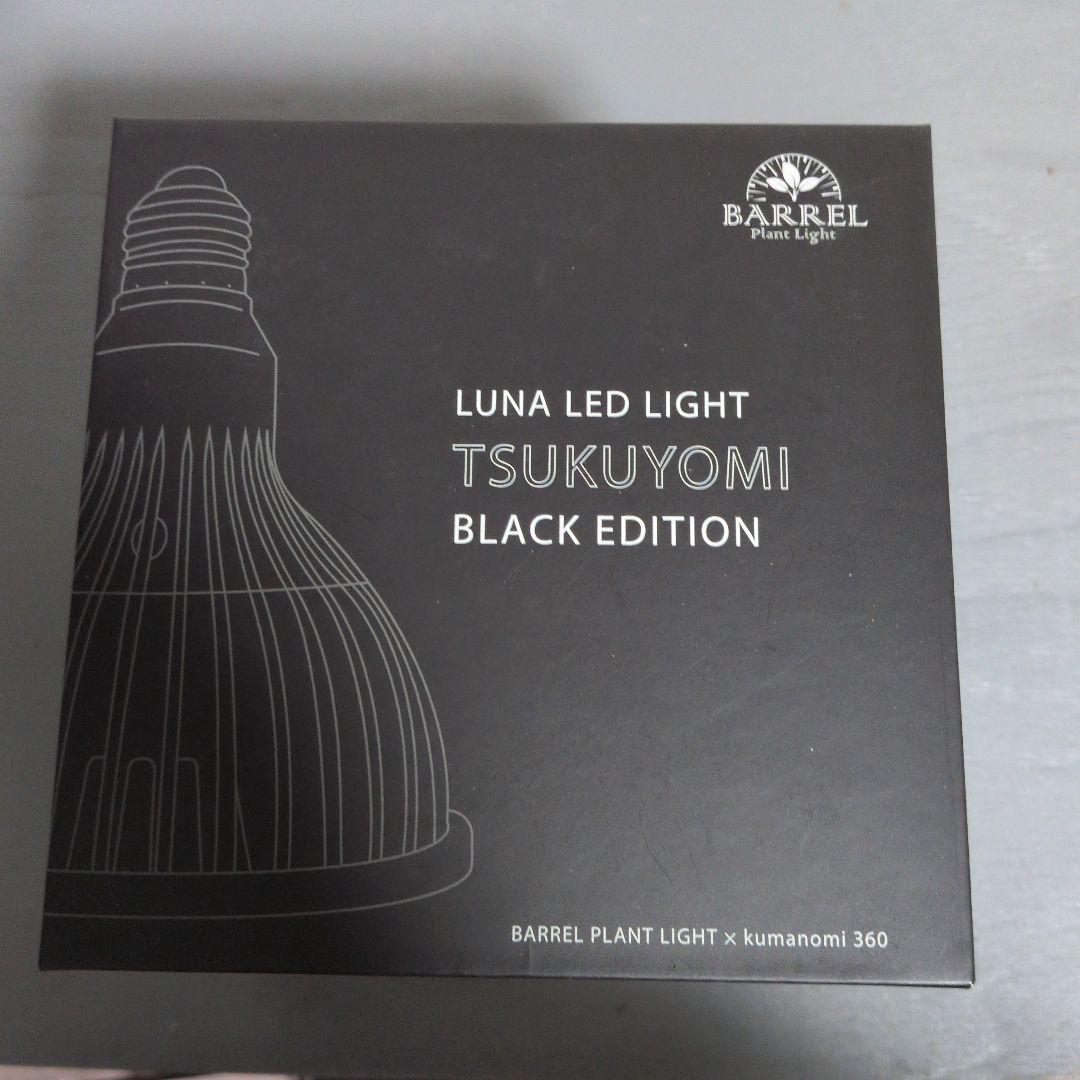 BARREL
Plant Light
LUNA LED LIGHT
TSUKUYOMI
BLACK EDITION
BARREL PLANT LIGHT × kumanomi 360